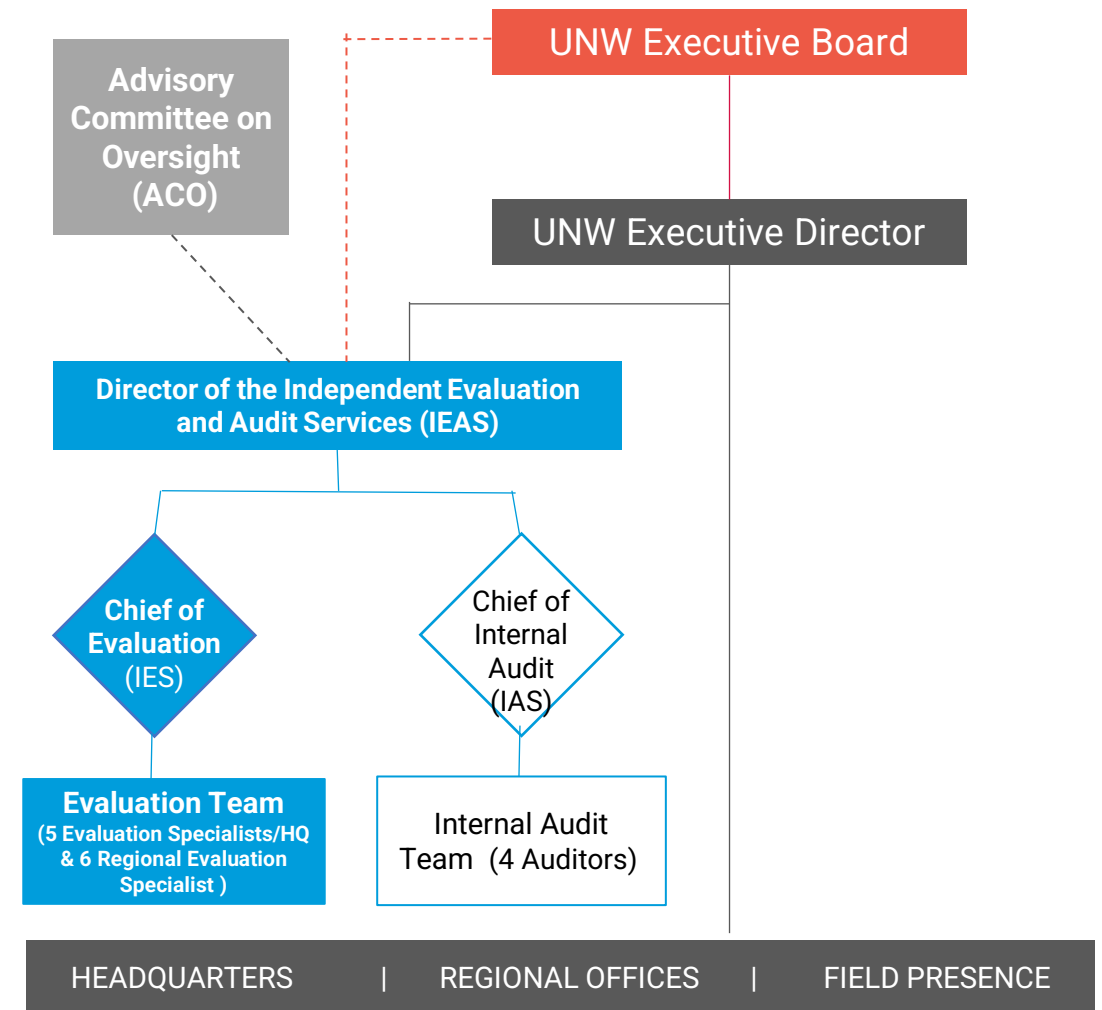 UNW Executive Board
Advisory
Committee on
Oversight
(ACO)
UNW Executive Director
Director of the Independent Evaluation
and Audit Services (IEAS)
Chief of
Evaluation
(IES)
Chief of
Internal
Audit
(IAS)
Evaluation Team
(5 Evaluation Specialists/HQ
& 6 Regional Evaluation
Specialist )
Internal Audit
Team (4 Auditors)
HEADQUARTERS | REGIONAL OFFICES | FIELD PRESENCE